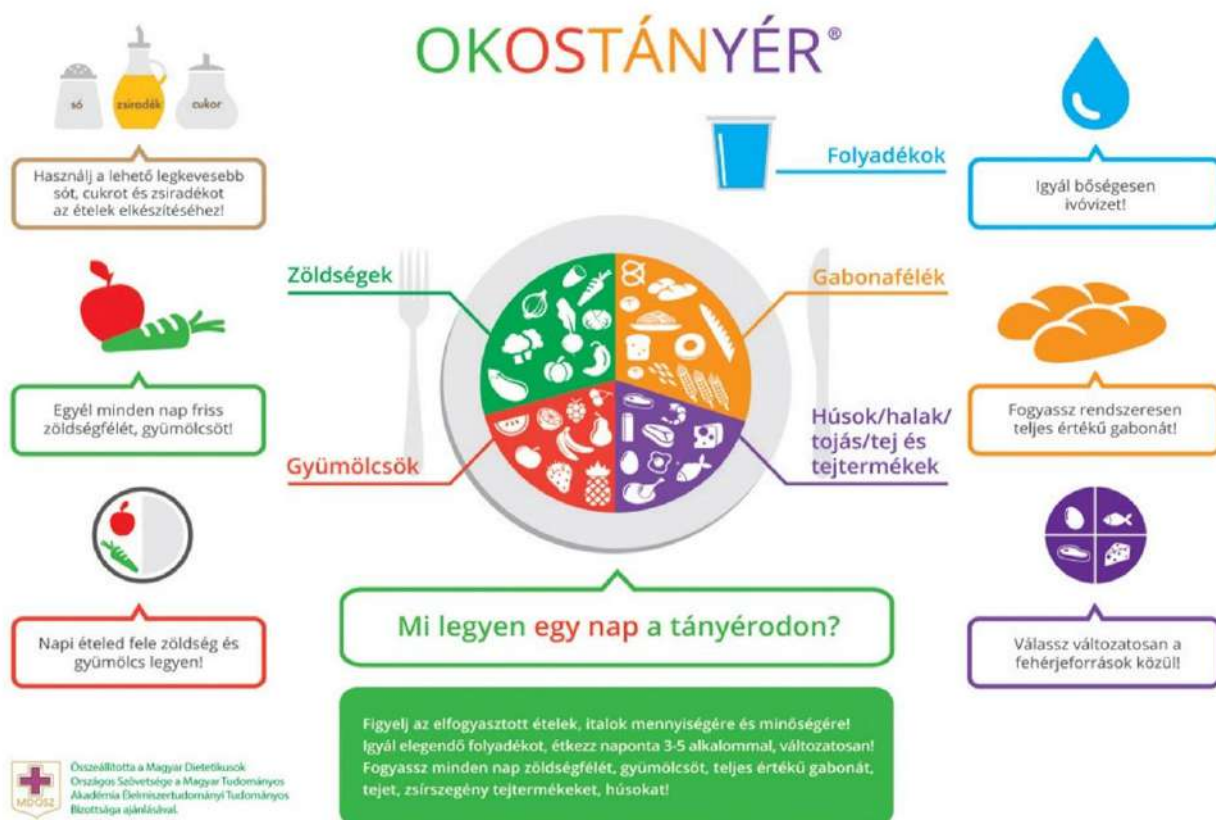 OKOSTÁNYÉR®
só
zsiradék
cukor
Használj a lehető legkevesebb
sót, cukrot és zsiradékot
az ételek elkészítéséhez!
Folyadékok
Igyál bőségesen
ivóvizet!
Zöldségek
Gabonafélék
Egyél minden nap friss
zöldségfélét, gyümölcsöt!
Fogyassz rendszeresen
teljes értékű gabonát!
Gyümölcsök
Húsok/halak/
tojás/tej és
tejtermékek
Napi ételed fele zöldség és
gyümölcs legyen!
Mi legyen egy nap a tányérodon?
Válassz változatosan a
fehérjeforrások közül!
Figyelj az elfogyasztott ételek, italok mennyiségére és minőségére!
Igyál elegendő folyadékot, étkezz naponta 3-5 alkalommal, változatosan!
Fogyassz minden nap zöldségfélét, gyümölcsöt, teljes értékű gabonát,
tejet, zsírszegény tejtermékeket, húsokat!
MDOSZ
Összeállította a Magyar Dietetikusok
Országos Szövetsége a Magyar Tudományos
Akadémia Élelmiszertudományi Tudományos
Bizottsága ajánlásával.